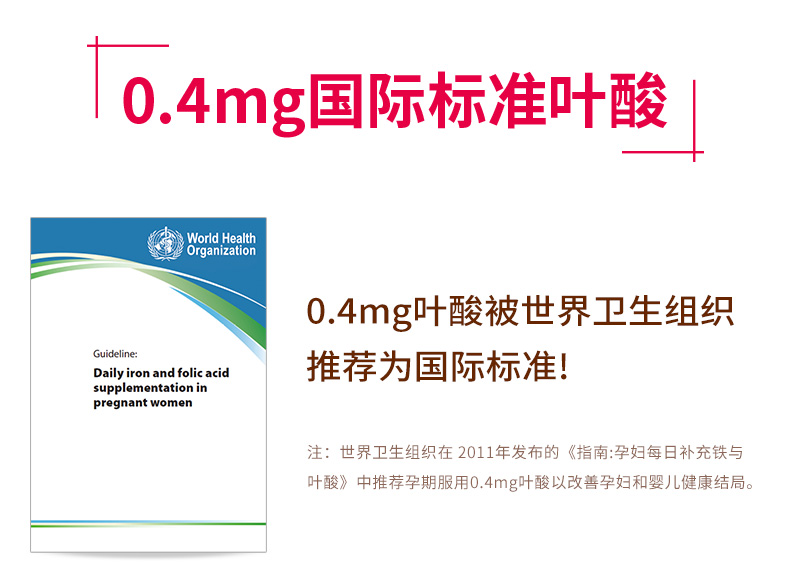 0.4mg国际标准叶酸
World Health
Organization
Guideline:
Daily iron and folic acid
supplementation in
pregnant women
0.4mg叶酸被世界卫生组织
推荐为国际标准!
注：世界卫生组织在 2011年发布的《指南:孕妇每日补充铁与
叶酸》中推荐孕期服用0.4mg叶酸以改善孕妇和婴儿健康结局。